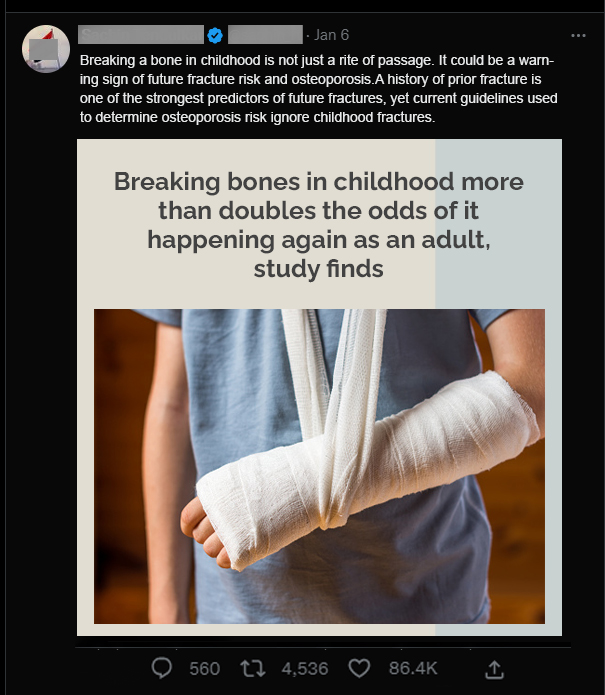 · Jan 6
Breaking a bone in childhood is not just a rite of passage. It could be a warn-
ing sign of future fracture risk and osteoporosis.A history of prior fracture is
one of the strongest predictors of future fractures, yet current guidelines used
to determine osteoporosis risk ignore childhood fractures.
Breaking bones in childhood more
than doubles the odds of it
happening again as an adult,
study finds
560 4,536 86.4K